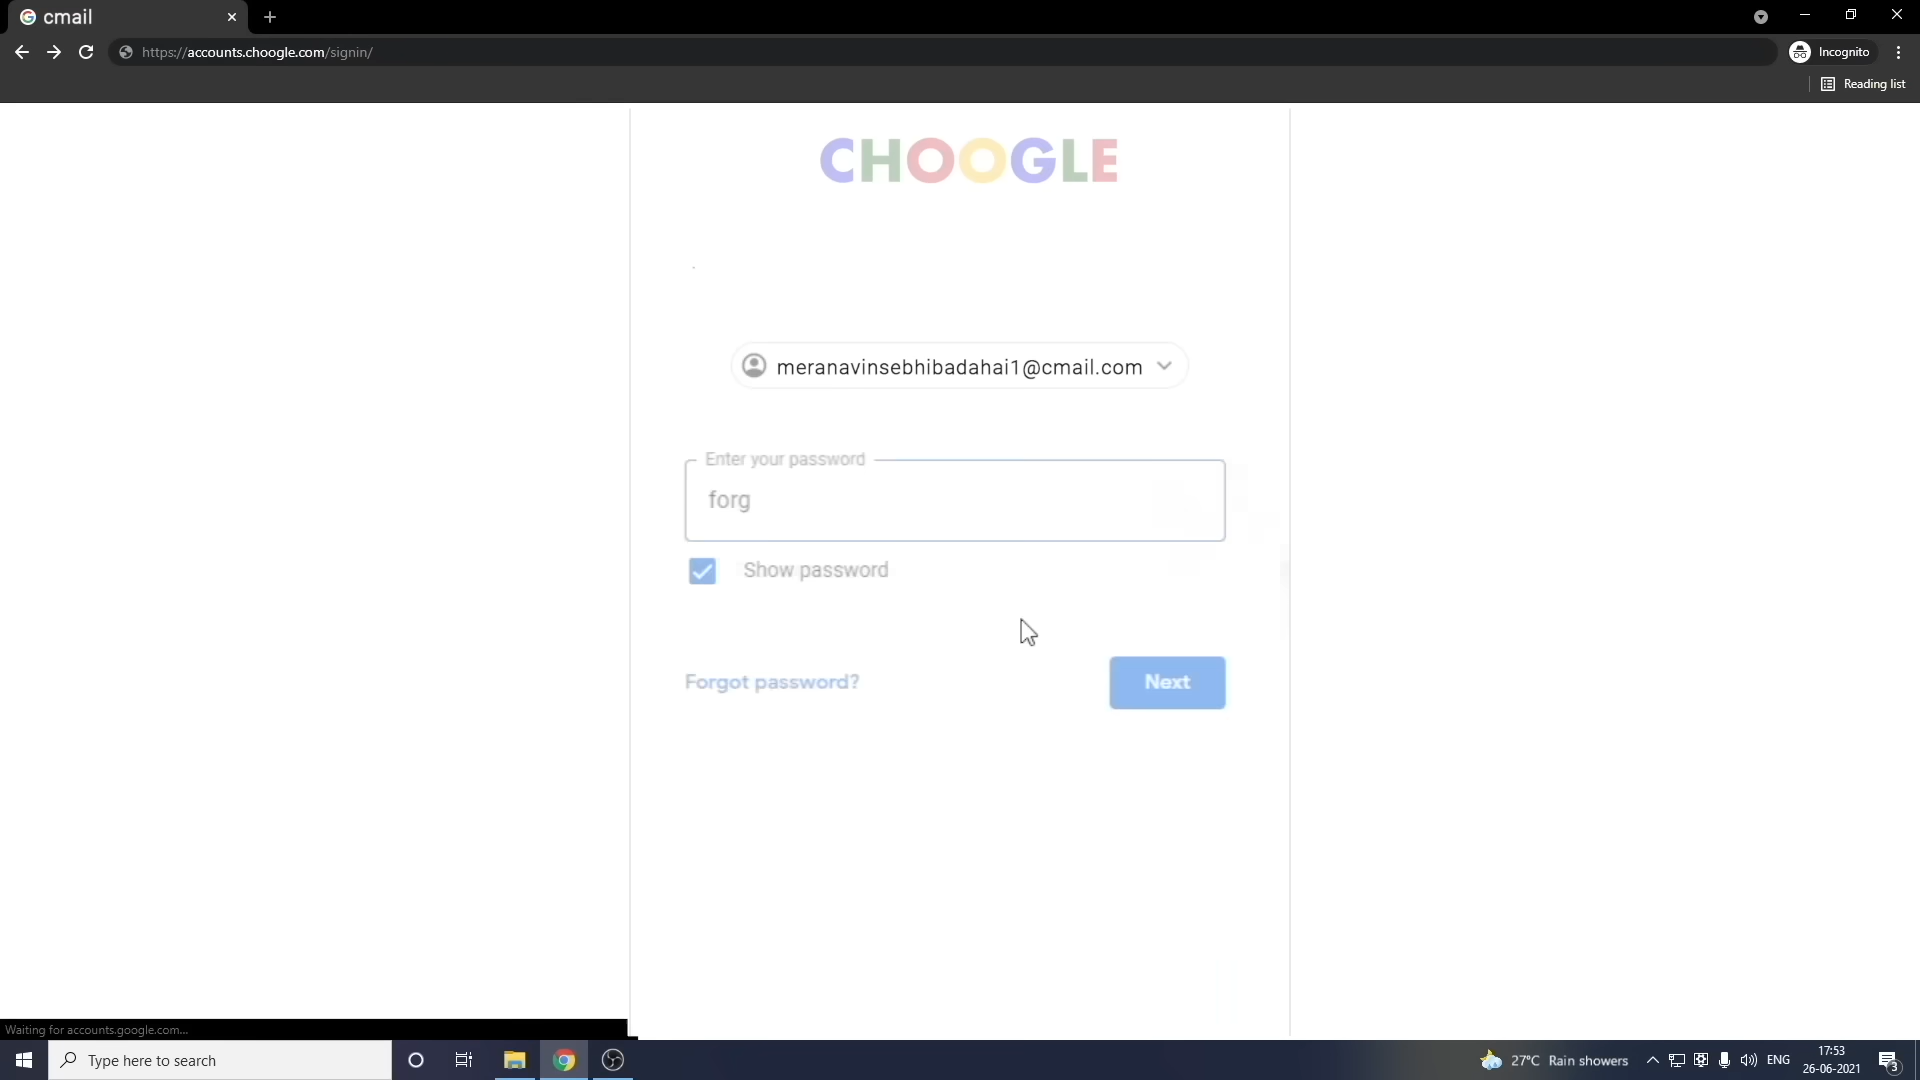 cmail
https://accounts.choogle.com/signin/
Incognito
Reading list
CHOOGLE
meranavinsebhibadahai1@cmail.com
Enter your password
forg
Show password
Forgot password?
Next
Waiting for accounts.google.com...
Type here to search
27°C Rain showers
ENG
17:53
26-06-2021
3